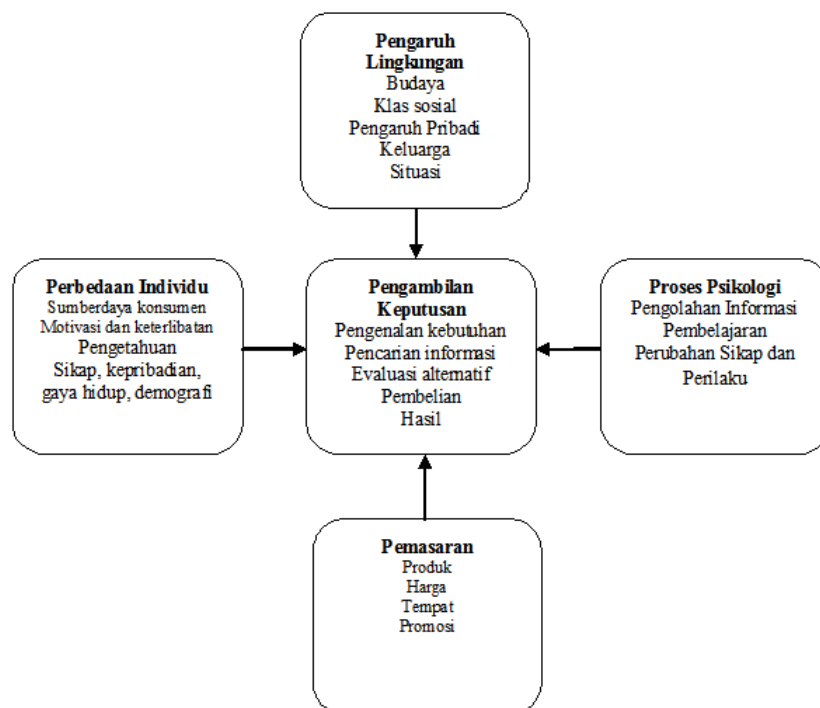 Pengaruh
Lingkungan
Budaya
Klas sosial
Pengaruh Pribadi
Keluarga
Situasi
Perbedaan Individu
Sumberdaya konsumen
Motivasi dan keterlibatan
Pengetahuan
Sikap, kepribadian,
gaya hidup, demografi
Pengambilan
Keputusan
Pengenalan kebutuhan
Pencarian informasi
Evaluasi alternatif
Pembelian
Hasil
Proses Psikologi
Pengolahan Informasi
Pembelajaran
Perubahan Sikap dan
Perilaku
Pemasaran
Produk
Harga
Tempat
Promosi